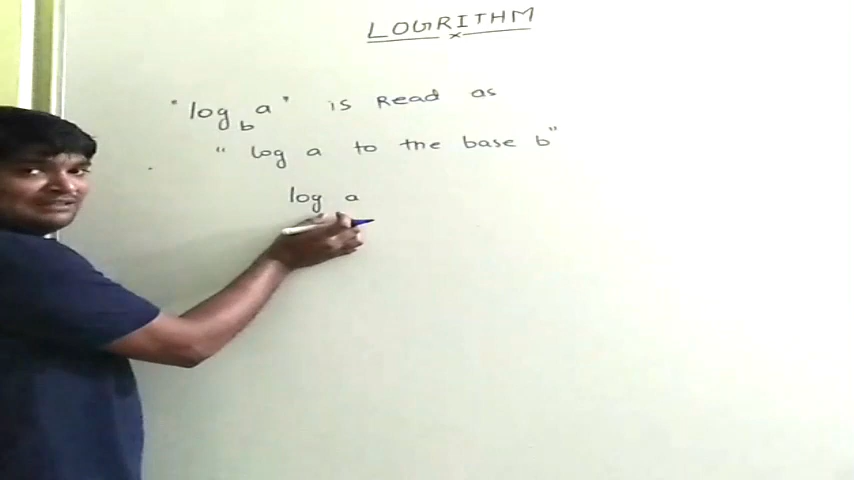 LOGRITHM
"log_b a" is Read as
" log a to the base b"
log a